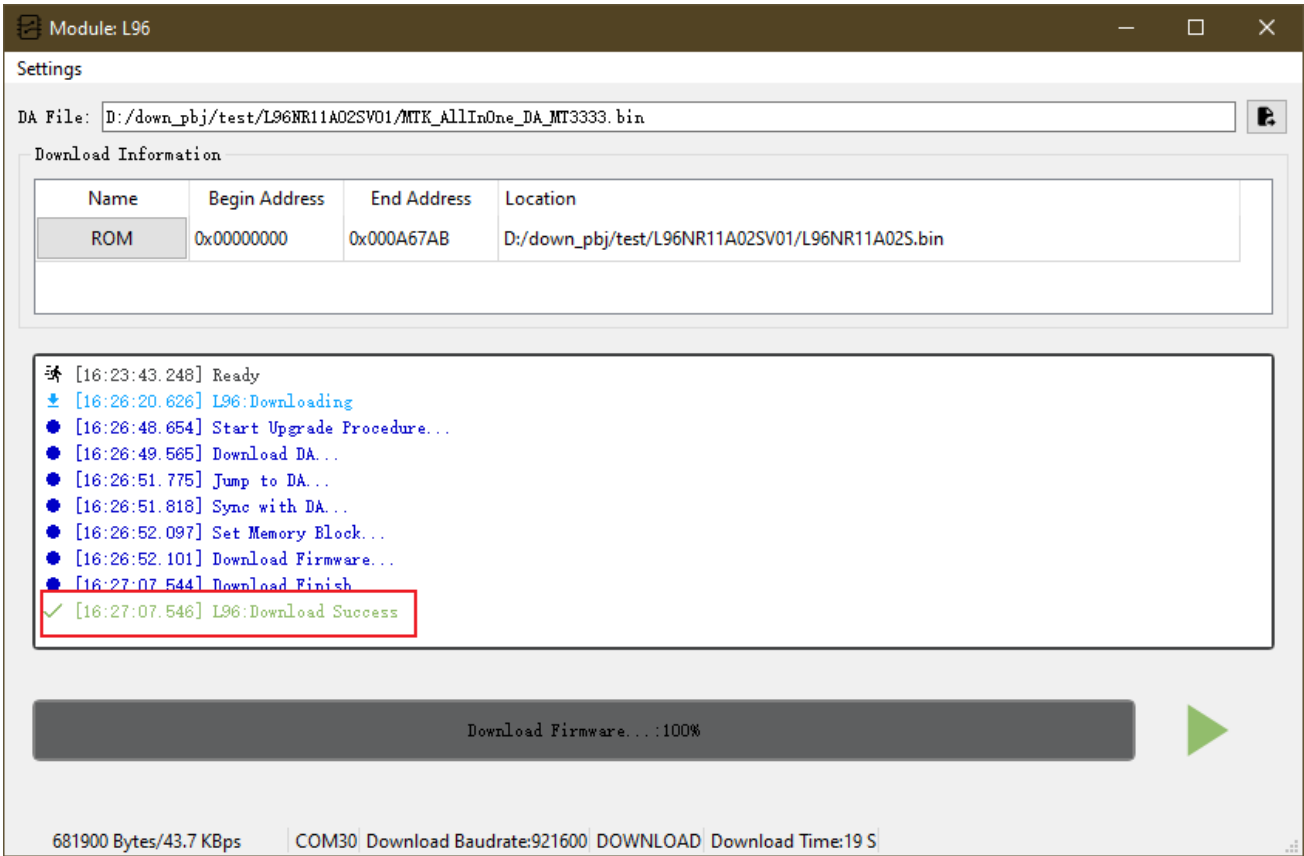 Module: L96
Settings
DA File: D:/down_pbj/test/L96NR11A02SV01/MTK_AllInOne_DA_MT3333.bin
Download Information
Name Begin Address End Address Location
ROM 0x00000000 0x000A67AB D:/down_pbj/test/L96NR11A02SV01/L96NR11A02S.bin
[16:23:43.248] Ready
[16:26:20.626] L96:Downloading
[16:26:48.654] Start Upgrade Procedure...
[16:26:49.565] Download DA...
[16:26:51.775] Jump to DA...
[16:26:51.818] Sync with DA...
[16:26:52.097] Set Memory Block...
[16:26:52.101] Download Firmware...
[16:27:07.544] Download Finish
[16:27:07.546] L96:Download Success
Download Firmware...:100%
681900 Bytes/43.7 KBps COM30 Download Baudrate:921600 DOWNLOAD Download Time:19 S